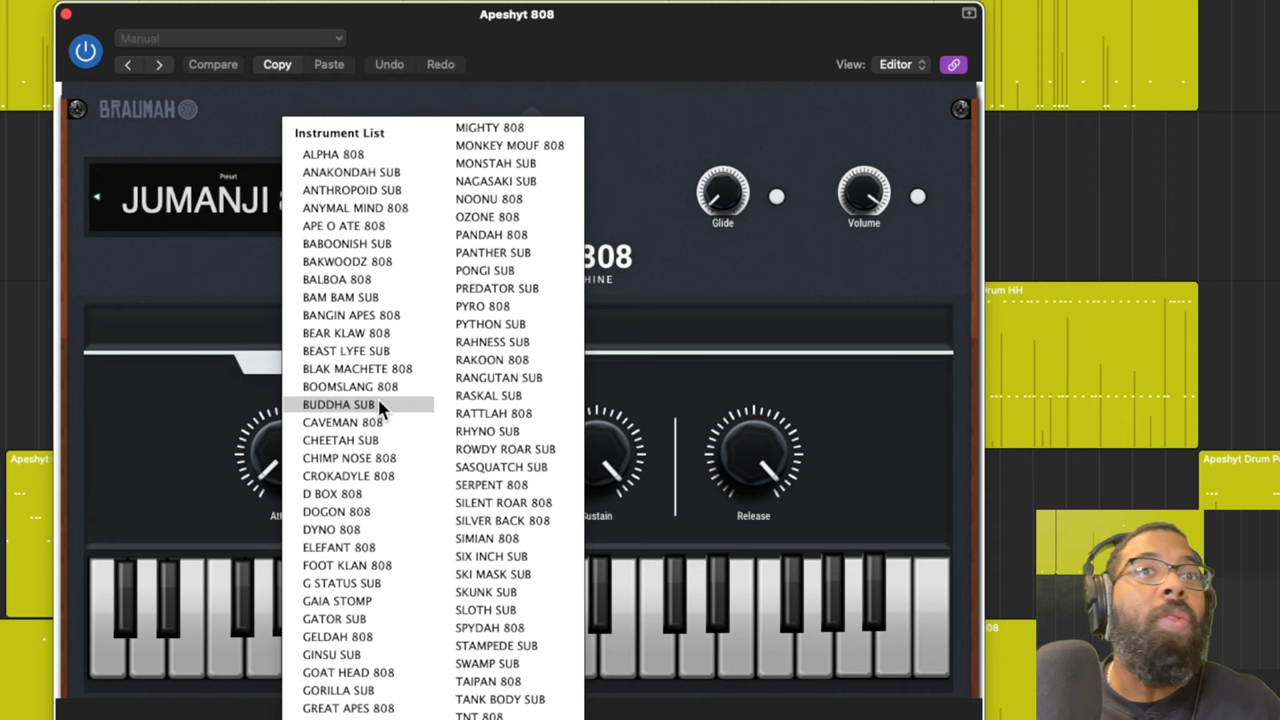 Apeshyt 808
Manual
Compare
Copy
Paste
Undo
Redo
View:
Editor
BRAUMAH
Preset
JUMANJI
Instrument List
ALPHA 808
ANAKONDAH SUB
ANTHROPOID SUB
ANYMAL MIND 808
APE O ATE 808
BABOONISH SUB
BAKWOODZ 808
BALBOA 808
BAM BAM SUB
BANGIN APES 808
BEAR KLAW 808
BEAST LYFE SUB
BLAK MACHETE 808
BOOMSLANG 808
BUDDHA SUB
CAVEMAN 808
CHEETAH SUB
CHIMP NOSE 808
CROKADYLE 808
D BOX 808
DOGON 808
DYNO 808
ELEFANT 808
FOOT KLAN 808
G STATUS SUB
GAIA STOMP
GATOR SUB
GELDAH 808
GINSU SUB
GOAT HEAD 808
GORILLA SUB
GREAT APES 808
MIGHTY 808
MONKEY MOUF 808
MONSTAH SUB
NAGASAKI SUB
NOONU 808
OZONE 808
PANDAH 808
PANTHER SUB
PONGI SUB
PREDATOR SUB
PYRO 808
PYTHON SUB
RAHNESS SUB
RAKOON 808
RANGUTAN SUB
RASKAL SUB
RATTLAH 808
RHYNO SUB
ROWDY ROAR SUB
SASQUATCH SUB
SERPENT 808
SILENT ROAR 808
SILVER BACK 808
SIMIAN 808
SIX INCH SUB
SKI MASK SUB
SKUNK SUB
SLOTH SUB
SPYDAH 808
STAMPEDE SUB
SWAMP SUB
TAIPAN 808
TANK BODY SUB
TNT 808
Glide
Volume
808
HINE
Att
Sustain
Release
Drum HH
Apeshyt
Apeshyt Drum P
08